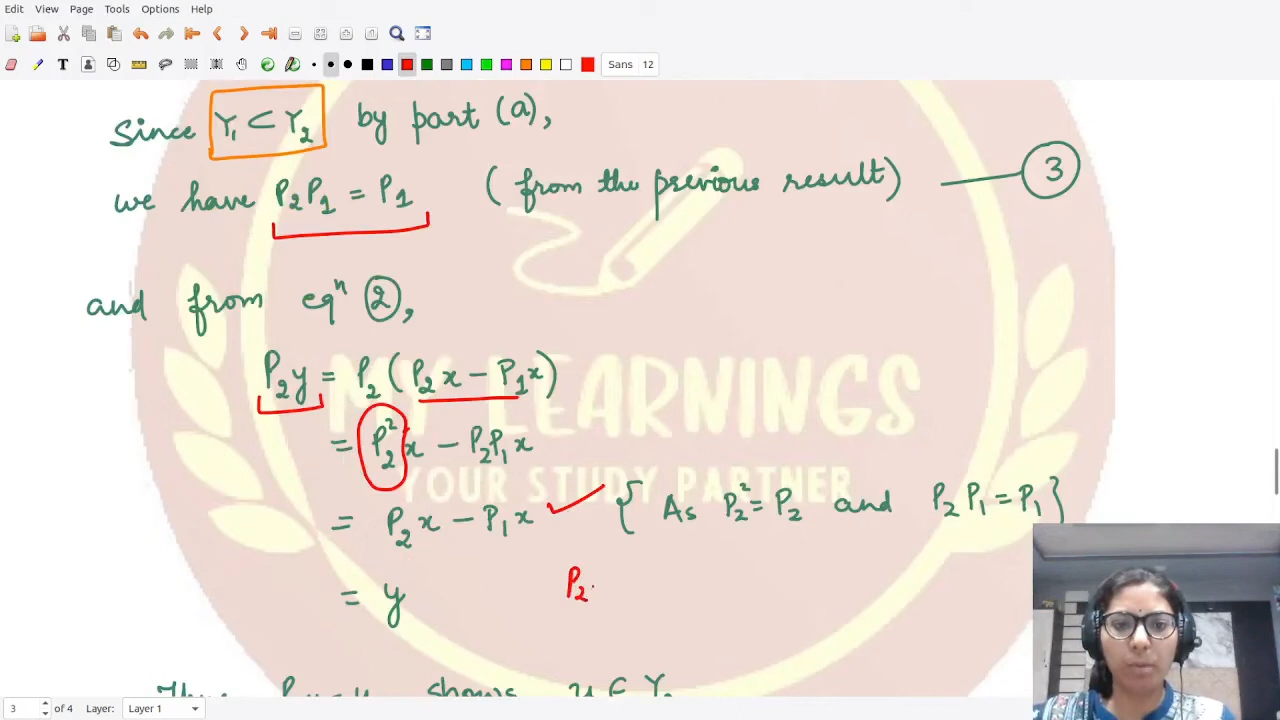 Edit View Page Tools Options Help
Sans 12
Since Y₁ ⊂ Y₂ by part (a),
we have P₂P₁ = P₁ (from the previous result) — ③
and from eqⁿ ②,
P₂y = P₂(P₂x − P₁x)
= P₂²x − P₂P₁x
= P₂x − P₁x ✓ {As P₂² = P₂ and P₂P₁ = P₁}
= y P₂
shows
MY LEARNINGS
YOUR STUDY PARTNER
3 of 4 Layer: Layer 1